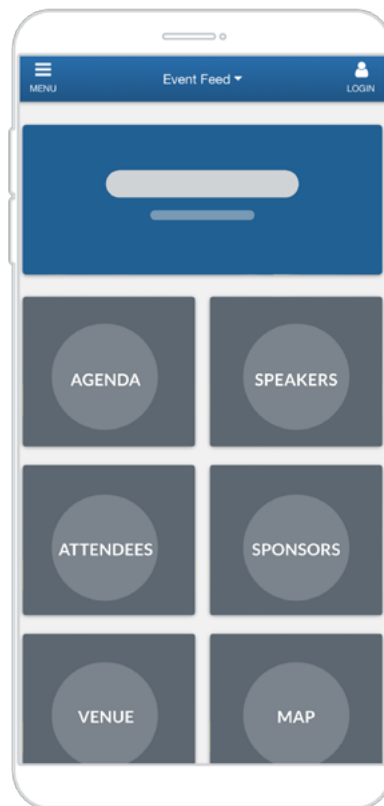 Event Feed
MENU
LOGIN
AGENDA
SPEAKERS
ATTENDEES
SPONSORS
VENUE
MAP